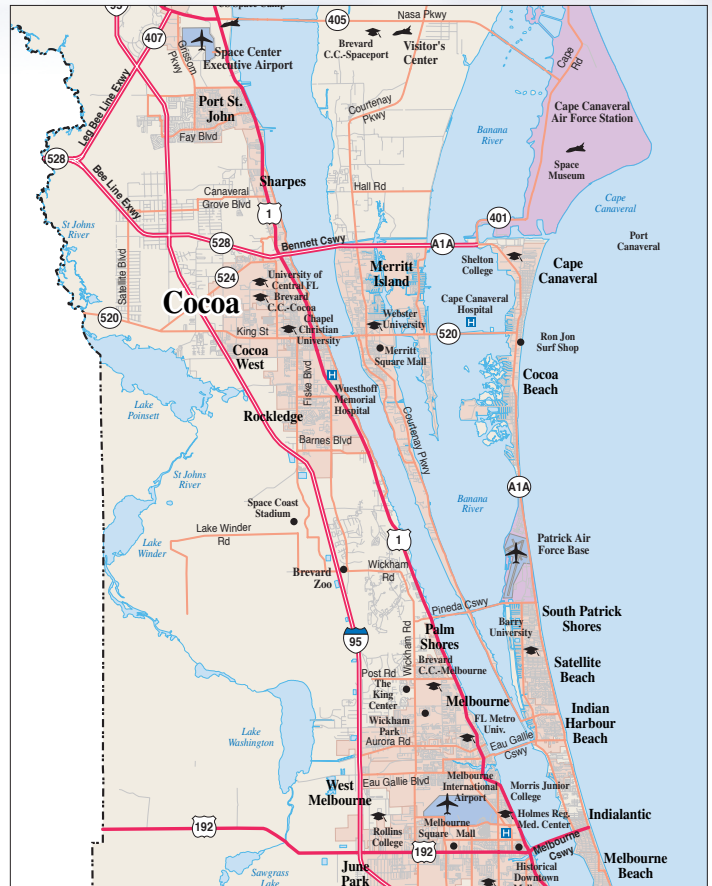 Space Camp
95
405
Nasa Pkwy
407
Grissom
Pkwy
Brevard
C.C.-Spaceport
Visitor's
Center
Space Center
Executive Airport
Cape
Rd
Port St.
John
Courtenay
Pkwy
Cape Canaveral
Air Force Station
Leg Bee Line Exwy
Fay Blvd
Banana
River
Space
Museum
528
Bee Line Exwy
Sharpes
Hall Rd
Canaveral
Grove Blvd
Cape
Canaveral
1
401
St Johns
River
Port
Canaveral
528
Bennett Cswy
A1A
Shelton
College
Cape
Canaveral
Satellite Blvd
524
University of
Central FL
Brevard
C.C.-Cocoa
Merritt
Island
Cocoa
Cape Canaveral
Hospital
H
520
Chapel
Christian
University
Webster
University
King St
520
Ron Jon
Surf Shop
Merritt
Square Mall
Cocoa
West
Fiske Blvd
H
Cocoa
Beach
Wuesthoff
Memorial
Hospital
Lake
Poinsett
Rockledge
Courtenay Pkwy
Barnes Blvd
St Johns
River
A1A
Space Coast
Stadium
Banana
River
Lake Winder
Rd
Lake
Winder
1
Patrick Air
Force Base
Brevard
Zoo
Wickham
Rd
Pineda Cswy
South Patrick
Shores
95
Wickham Rd
Palm
Shores
Barry
University
Brevard
C.C.-Melbourne
Satellite
Beach
Post Rd
The
King
Center
Melbourne
Indian
Harbour
Beach
Wickham
Park
FL Metro
Univ.
Lake
Washington
Aurora Rd
Eau Gallie
Cswy
Eau Gallie Blvd
Melbourne
International
Airport
West
Melbourne
Morris Junior
College
Indialantic
Holmes Reg.
Med. Center
192
Rollins
College
Melbourne
Square Mall
H
Melbourne
Cswy
192
June
Park
Historical
Downtown
Melbourne
Beach
Sawgrass
Lake